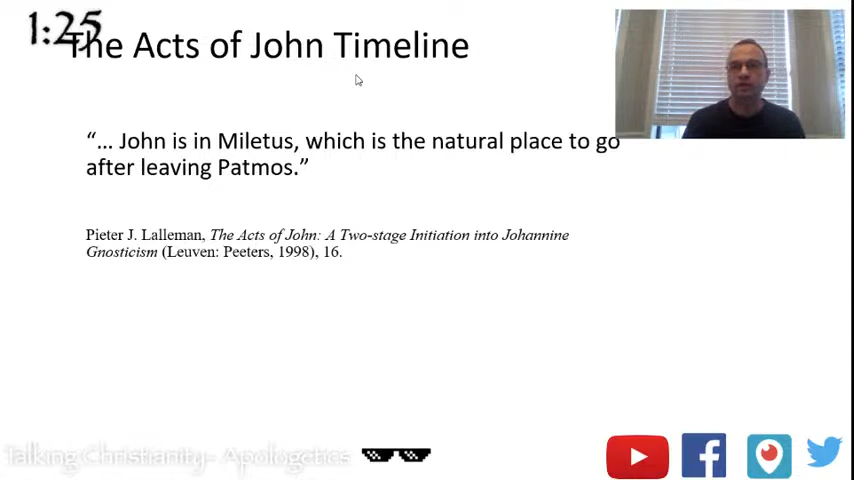 1:25
The Acts of John Timeline
“... John is in Miletus, which is the natural place to go
after leaving Patmos.”
Pieter J. Lalleman, The Acts of John: A Two-stage Initiation into Johannine
Gnosticism (Leuven: Peeters, 1998), 16.
Talking Christianity- Apologetics